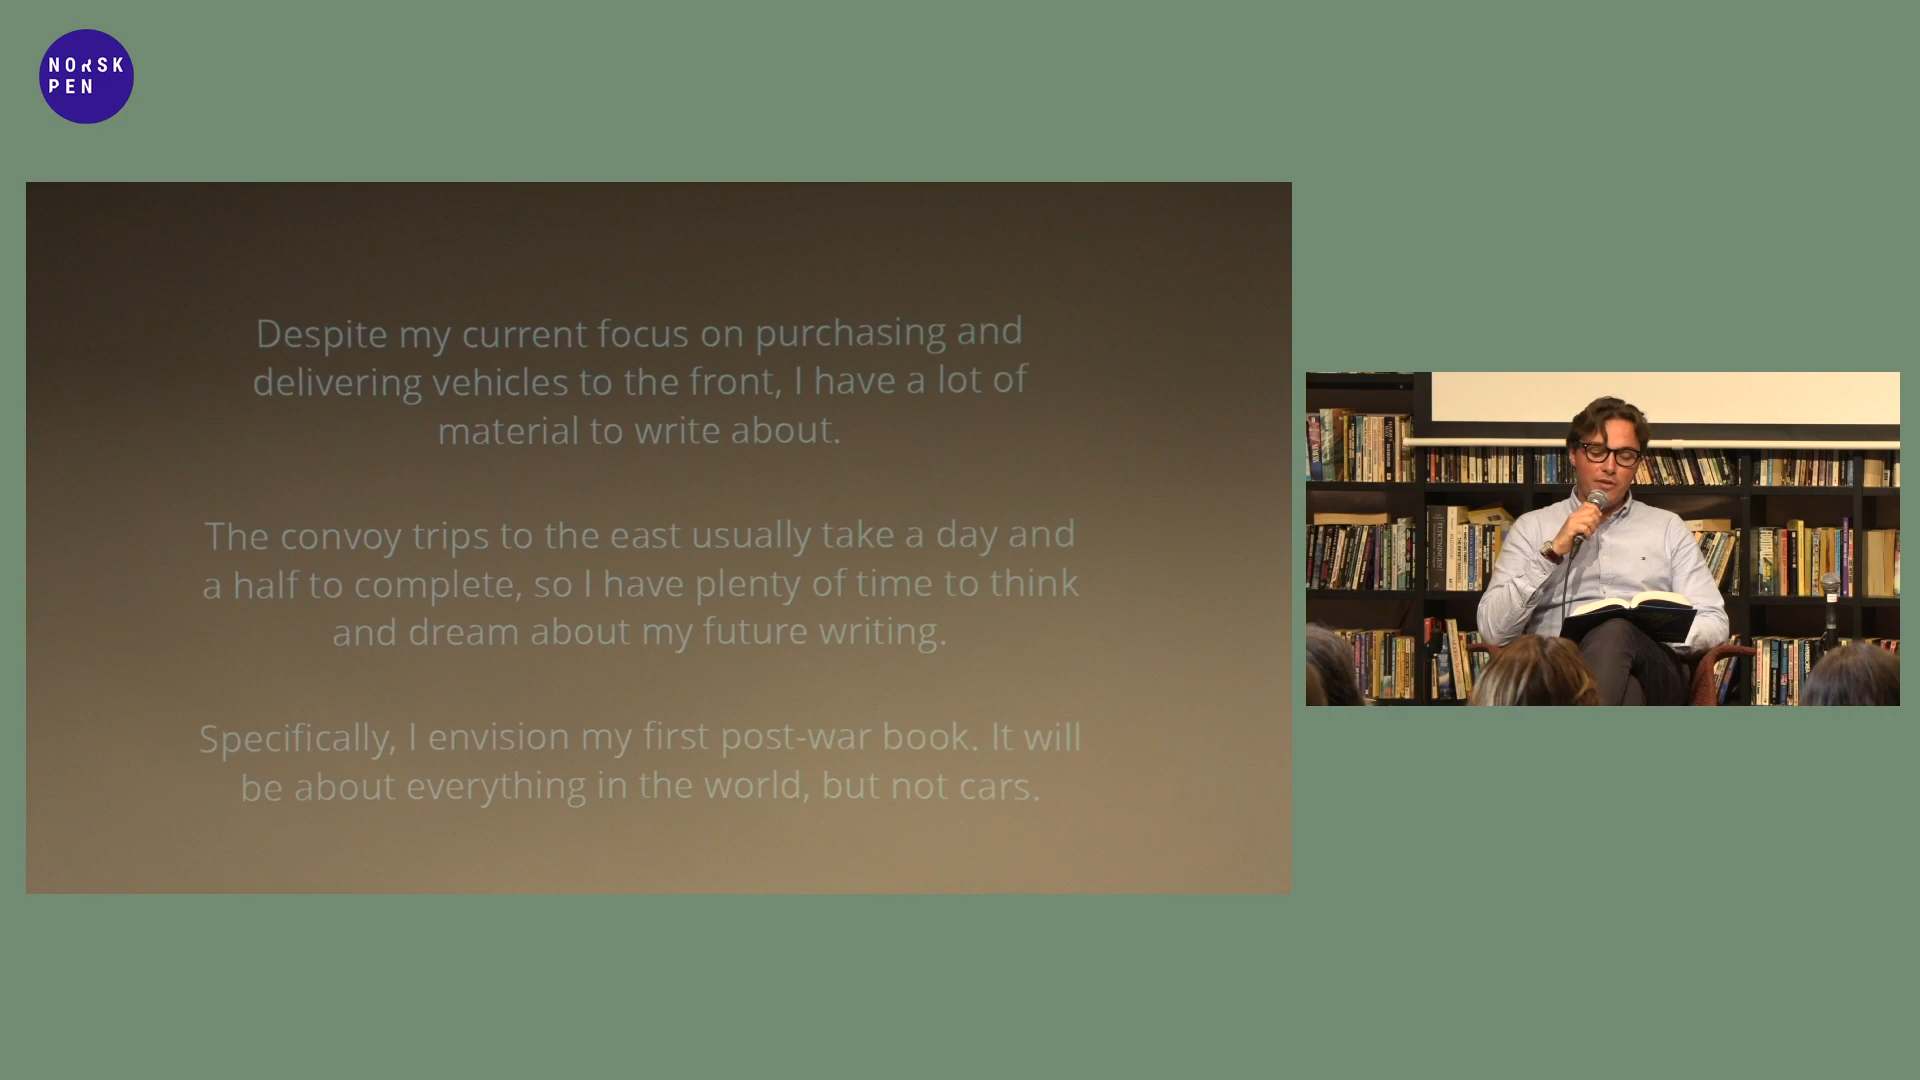 NORSK
PEN
Despite my current focus on purchasing and
delivering vehicles to the front, I have a lot of
material to write about.
The convoy trips to the east usually take a day and
a half to complete, so I have plenty of time to think
and dream about my future writing.
Specifically, I envision my first post-war book. It will
be about everything in the world, but not cars.